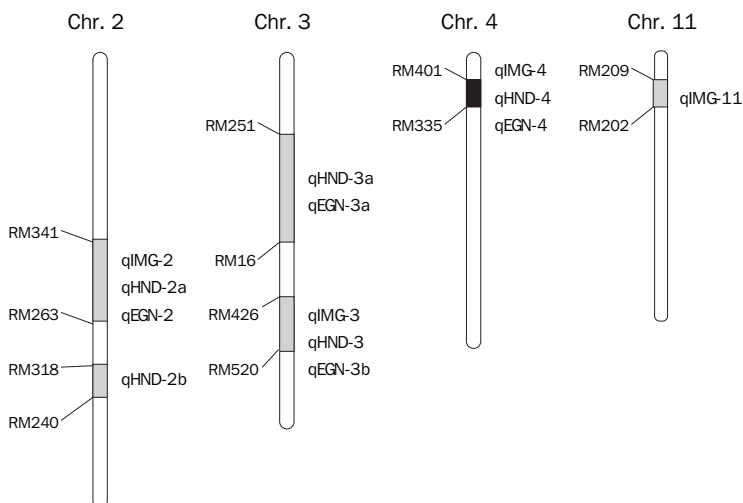 Chr. 2
Chr. 3
Chr. 4
Chr. 11
RM341
RM263
RM318
RM240
qIMG-2
qHND-2a
qEGN-2
qHND-2b
RM251
RM16
RM426
RM520
qHND-3a
qEGN-3a
qIMG-3
qHND-3
qEGN-3b
RM401
RM335
qIMG-4
qHND-4
qEGN-4
RM209
RM202
qIMG-11